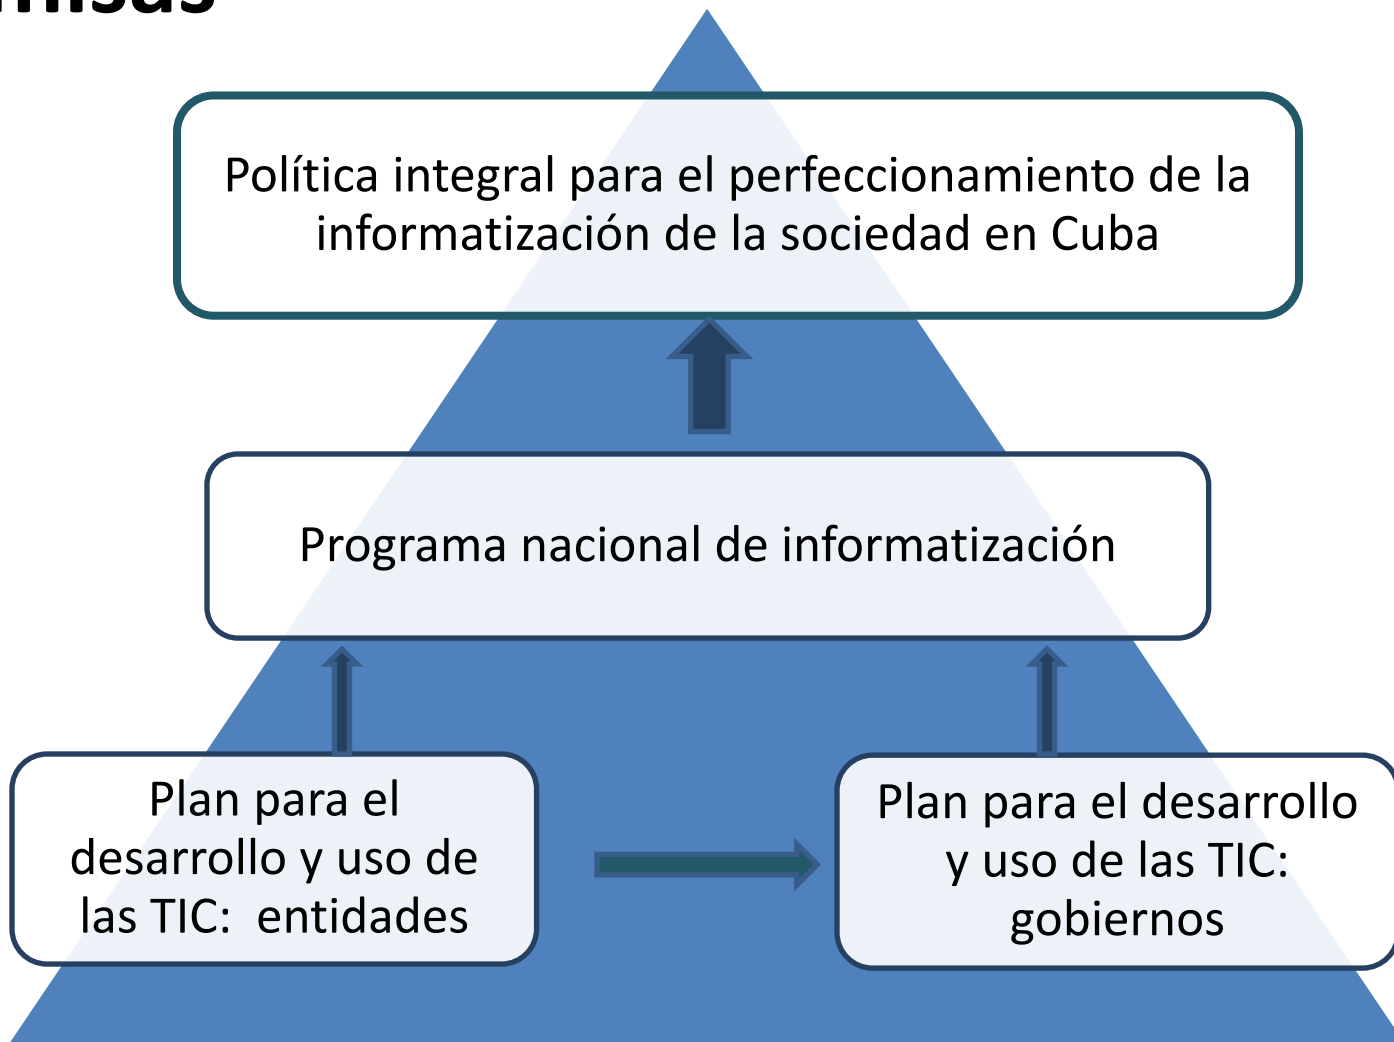 Política integral para el perfeccionamiento de la
informatización de la sociedad en Cuba
Programa nacional de informatización
Plan para el
desarrollo y uso de
las TIC:  entidades
Plan para el desarrollo
y uso de las TIC:
gobiernos